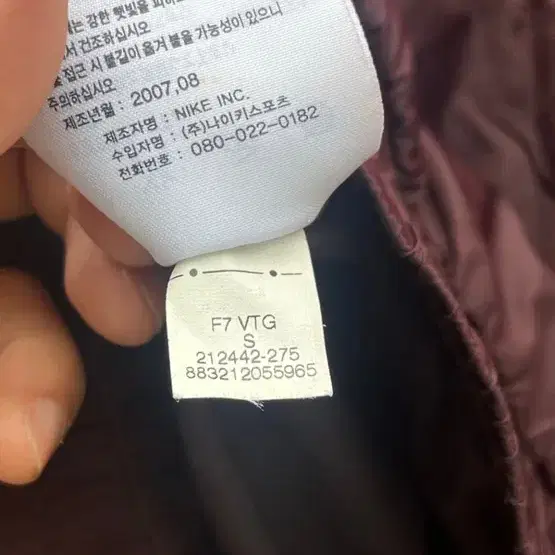 는 강한 햇빛을 피하
서 건조하십시오
접근 시 불길이 옮겨 붙을 가능성이 있으니
주의하십시오
제조년월 : 2007,08
제조자명 : NIKE INC.
수입자명 : (주)나이키스포츠
전화번호 : 080-022-0182
F7 VTG
S
212442-275
883212055965